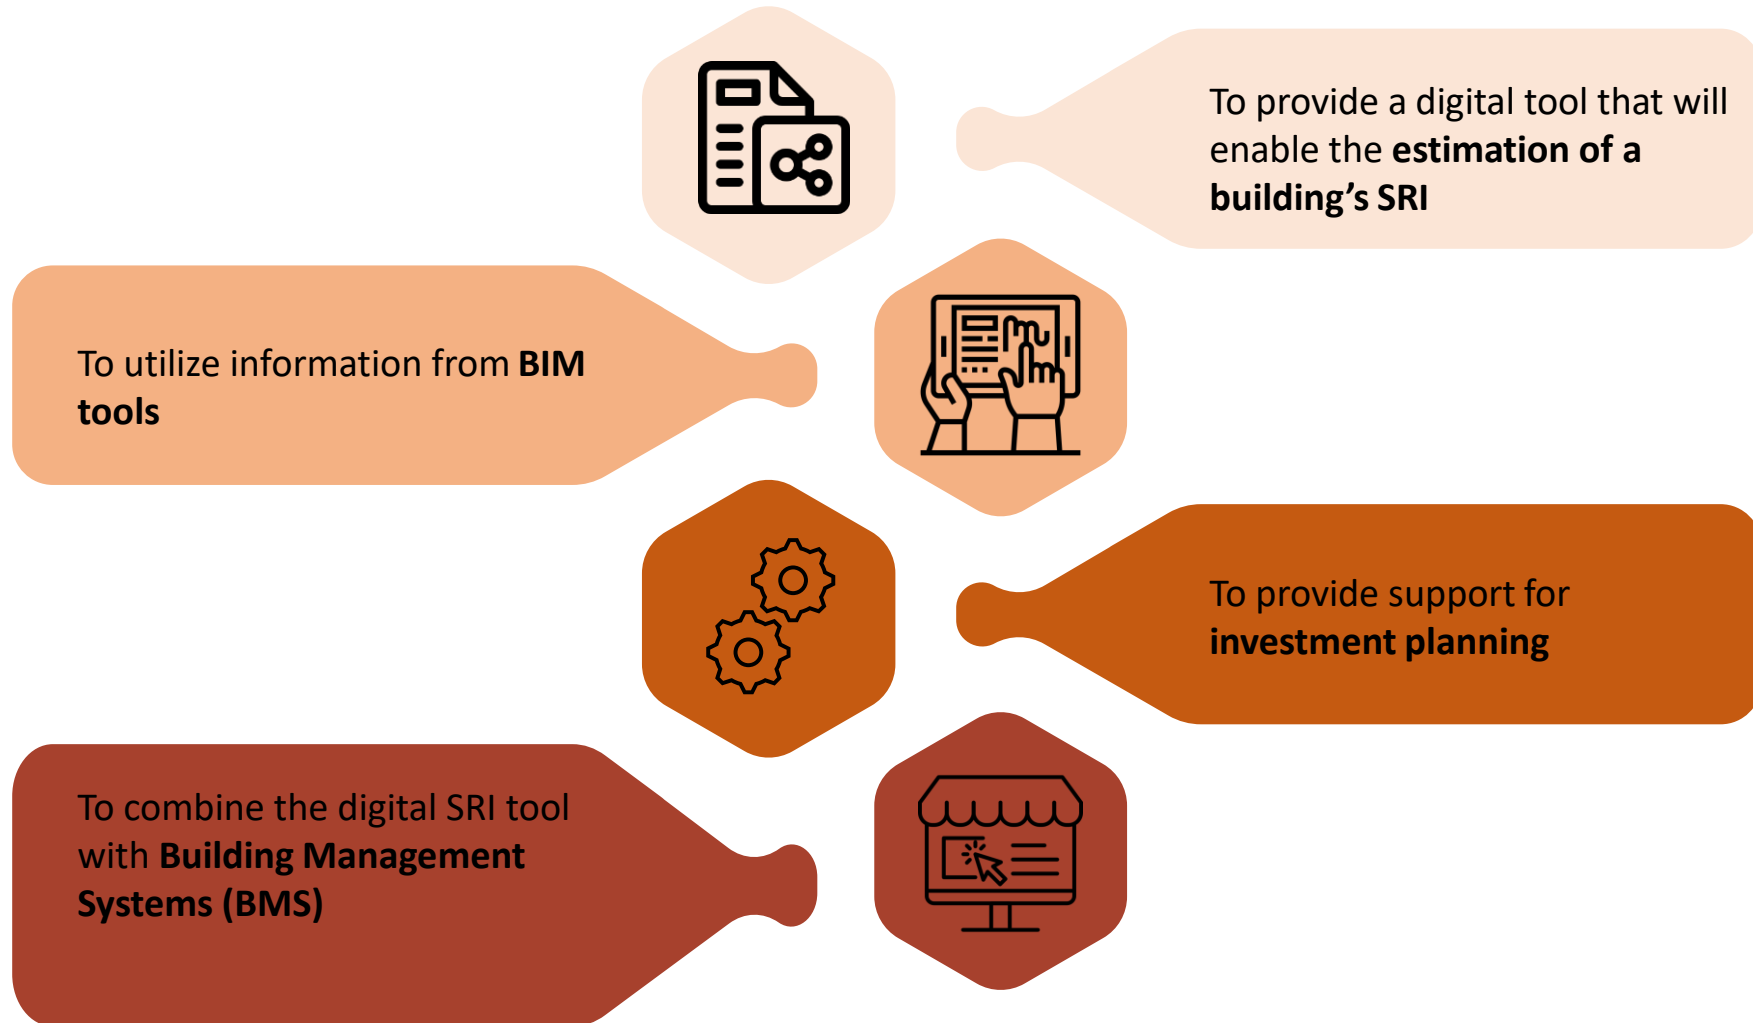 To provide a digital tool that will
enable the estimation of a
building’s SRI
To utilize information from BIM
tools
To provide support for
investment planning
To combine the digital SRI tool
with Building Management
Systems (BMS)